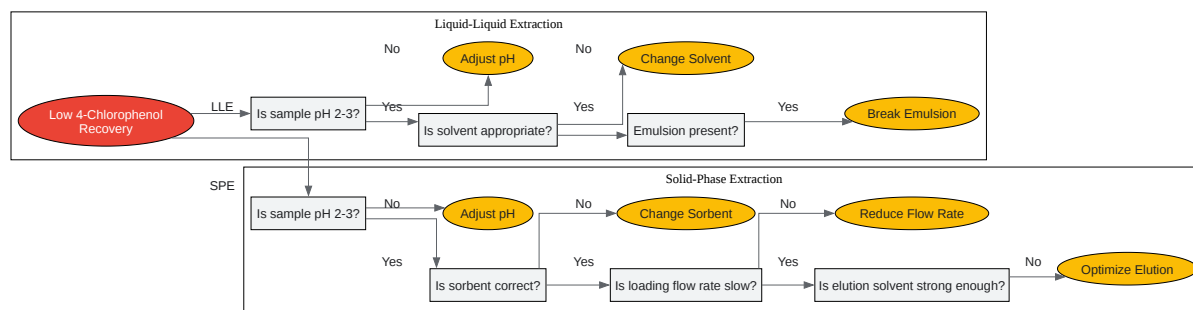 Liquid-Liquid Extraction
No
Adjust pH
No
Change Solvent
Low 4-Chlorophenol
Recovery
LLE
Is sample pH 2-3?
Yes
Is solvent appropriate?
Yes
Emulsion present?
Yes
Break Emulsion
SPE
Solid-Phase Extraction
Is sample pH 2-3?
No
Adjust pH
No
Change Sorbent
No
Reduce Flow Rate
Yes
Is sorbent correct?
Yes
Is loading flow rate slow?
Yes
Is elution solvent strong enough?
No
Optimize Elution